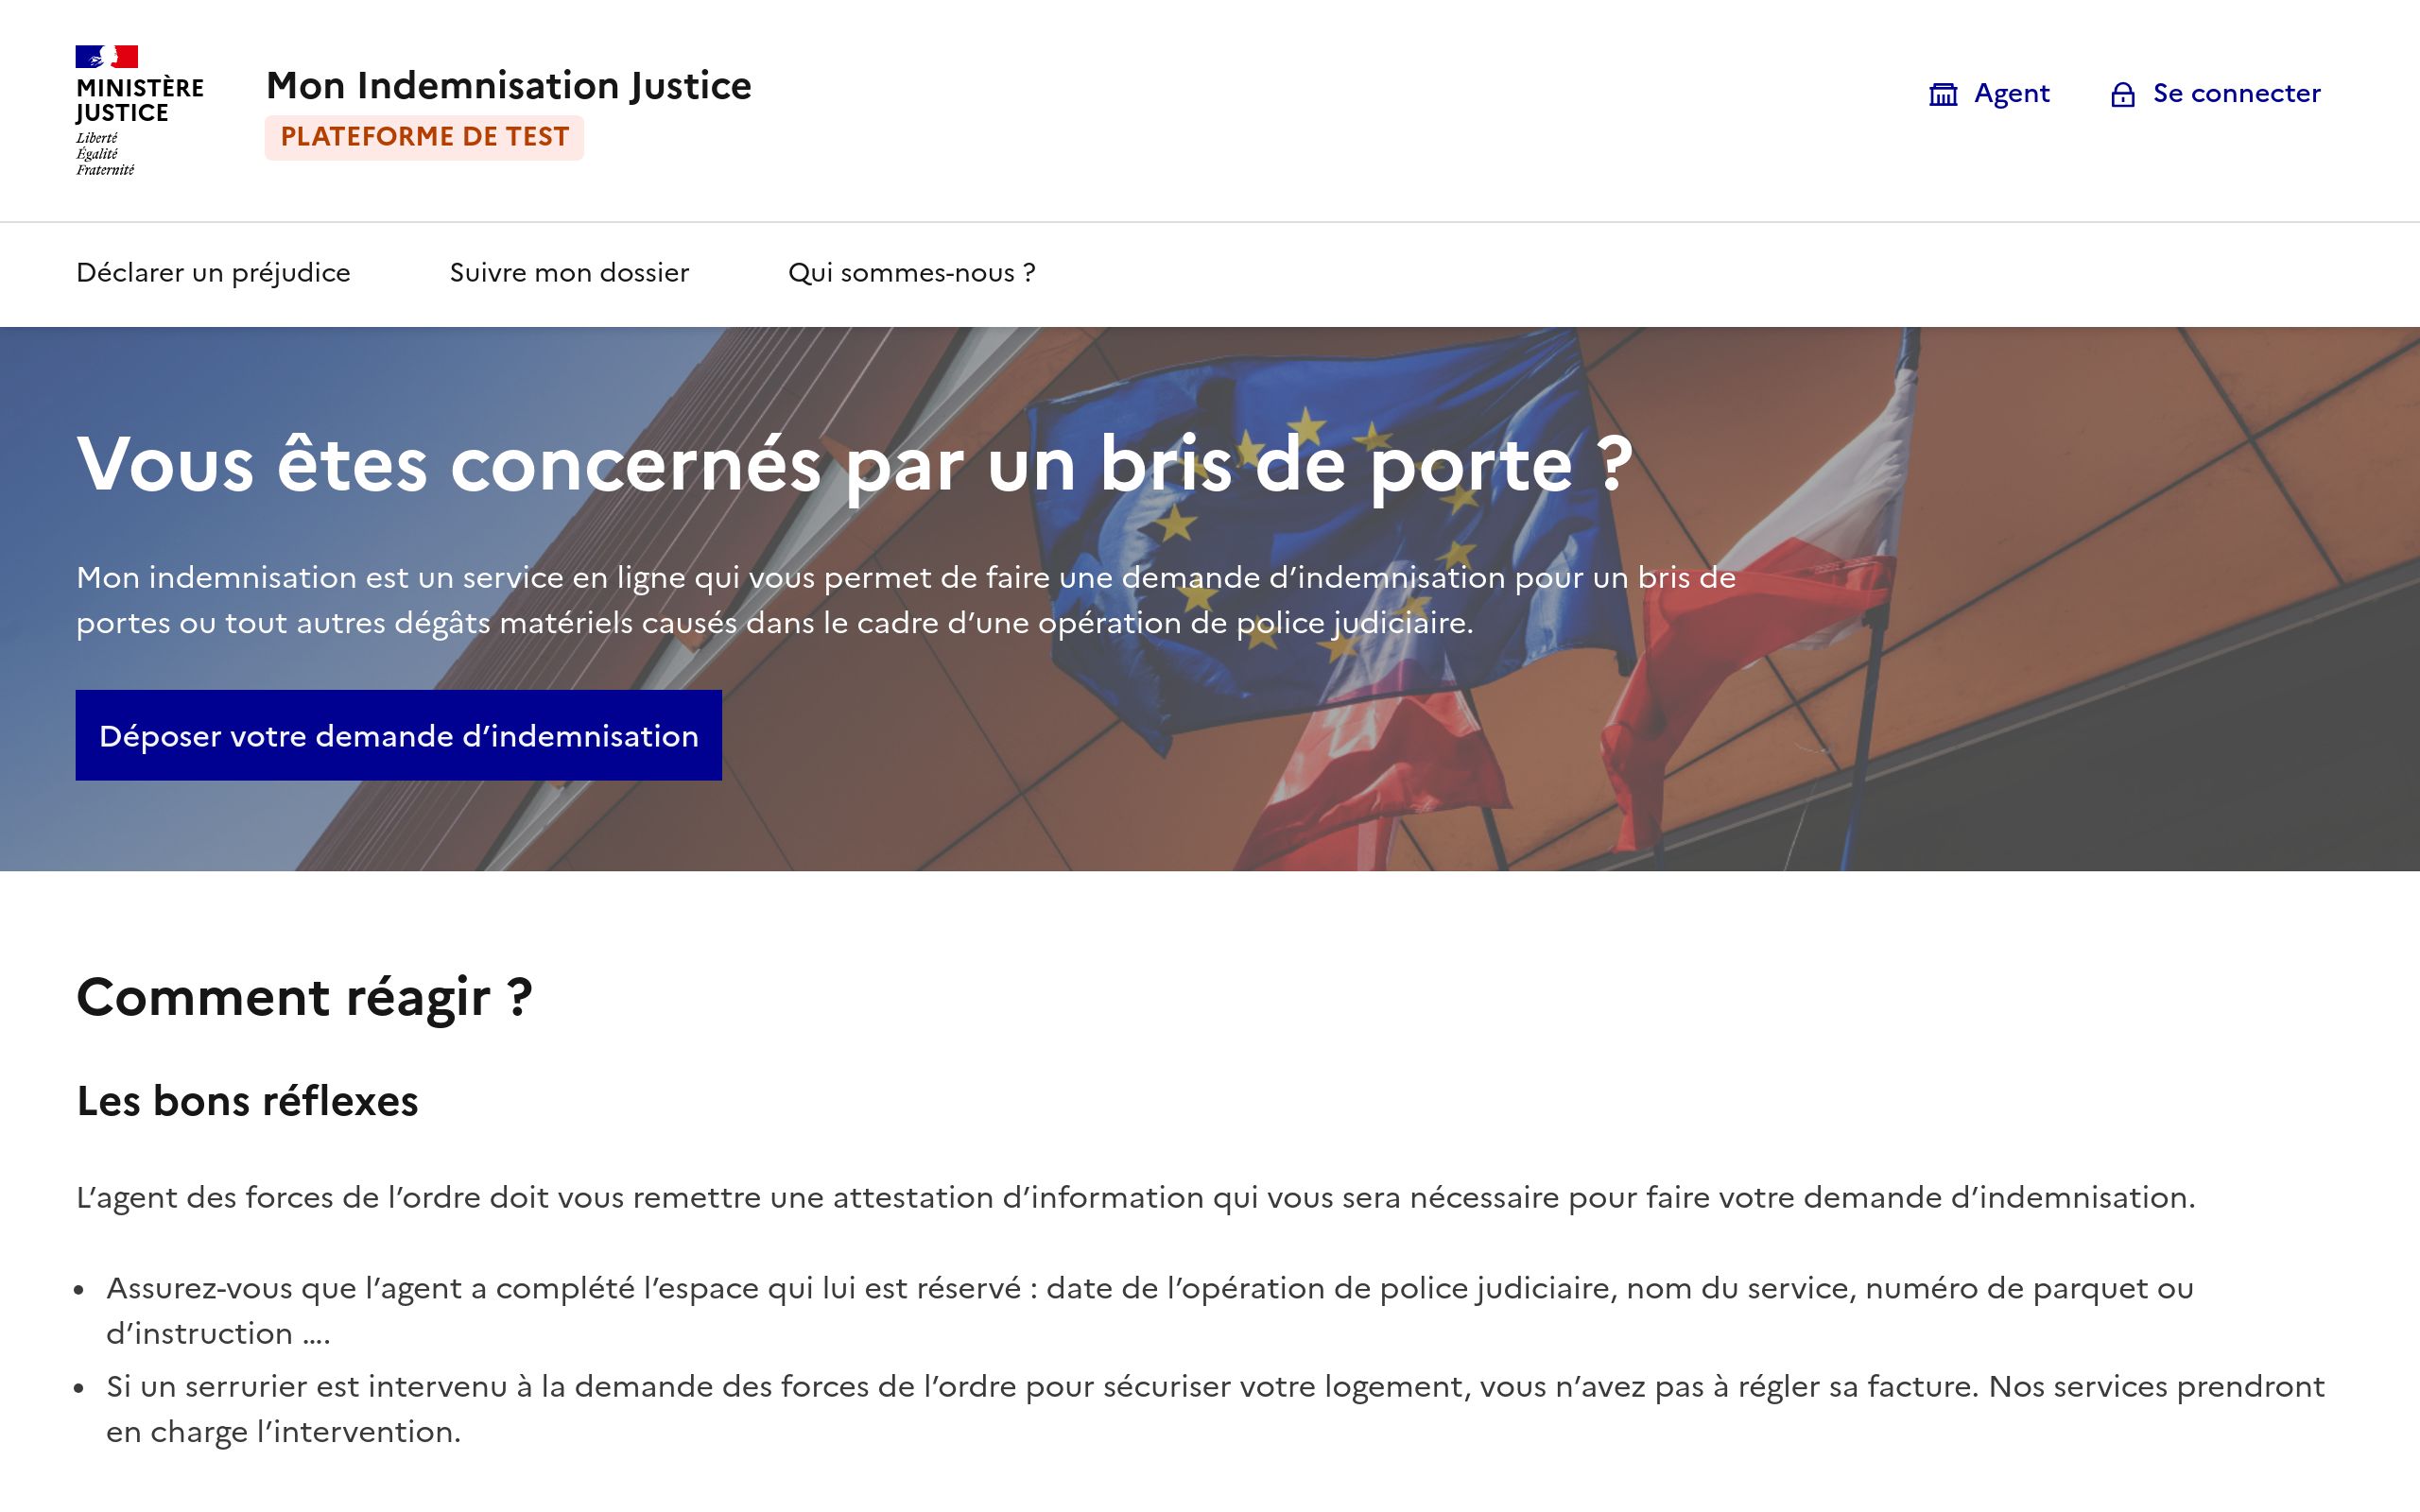 MINISTÈRE
JUSTICE
Liberté
Égalité
Fraternité
Mon Indemnisation Justice
PLATEFORME DE TEST
Agent
Se connecter
Déclarer un préjudice
Suivre mon dossier
Qui sommes-nous ?
Vous êtes concernés par un bris de porte ?
Mon indemnisation est un service en ligne qui vous permet de faire une demande d’indemnisation pour un bris de
portes ou tout autres dégâts matériels causés dans le cadre d’une opération de police judiciaire.
Déposer votre demande d’indemnisation
Comment réagir ?
Les bons réflexes
L’agent des forces de l’ordre doit vous remettre une attestation d’information qui vous sera nécessaire pour faire votre demande d’indemnisation.
• Assurez-vous que l’agent a complété l’espace qui lui est réservé : date de l’opération de police judiciaire, nom du service, numéro de parquet ou
d’instruction ….
• Si un serrurier est intervenu à la demande des forces de l’ordre pour sécuriser votre logement, vous n’avez pas à régler sa facture. Nos services prendront
en charge l’intervention.